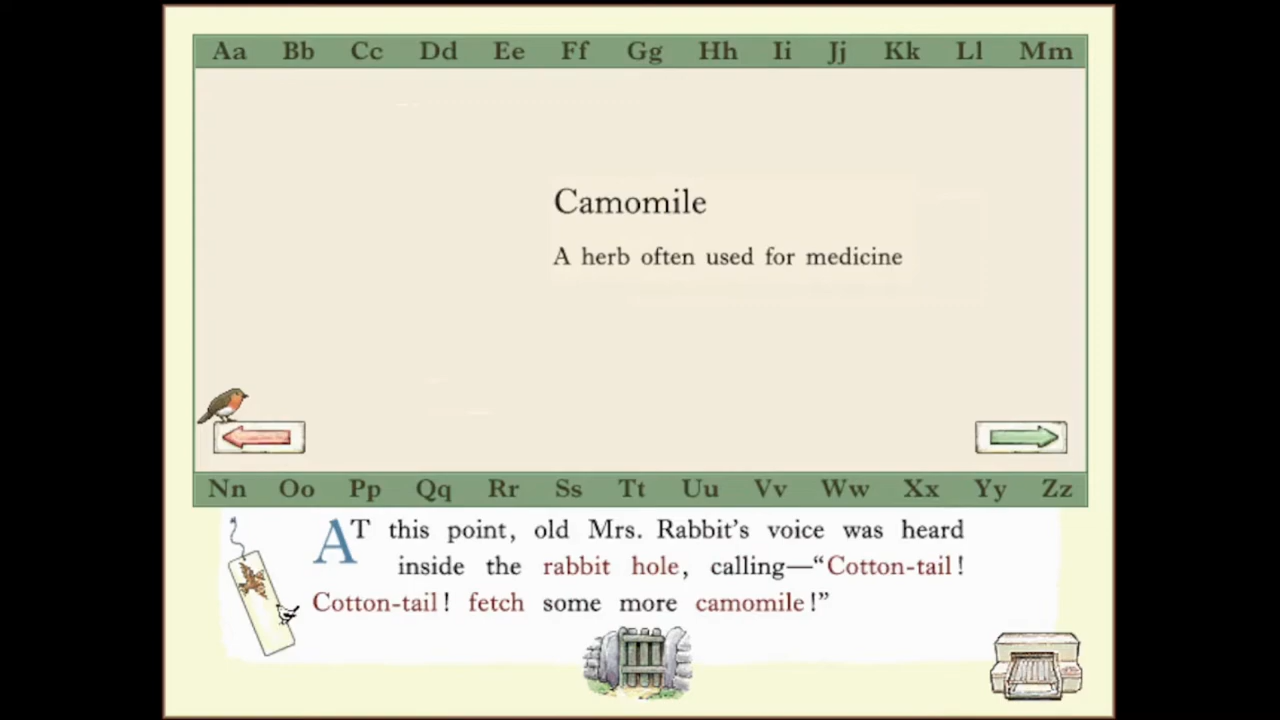 Aa Bb Cc Dd Ee Ff Gg Hh Ii Jj Kk Ll Mm
Camomile
A herb often used for medicine
Nn Oo Pp Qq Rr Ss Tt Uu Vv Ww Xx Yy Zz
AT this point, old Mrs. Rabbit's voice was heard
inside the rabbit hole, calling—“Cotton-tail!
Cotton-tail! fetch some more camomile!”